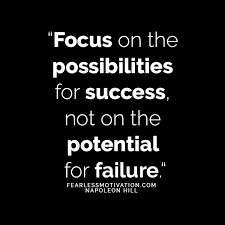 “Focus on the
possibilities
for success,
not on the
potential
for failure.“
FEARLESSMOTIVATION.COM
NAPOLEON HILL